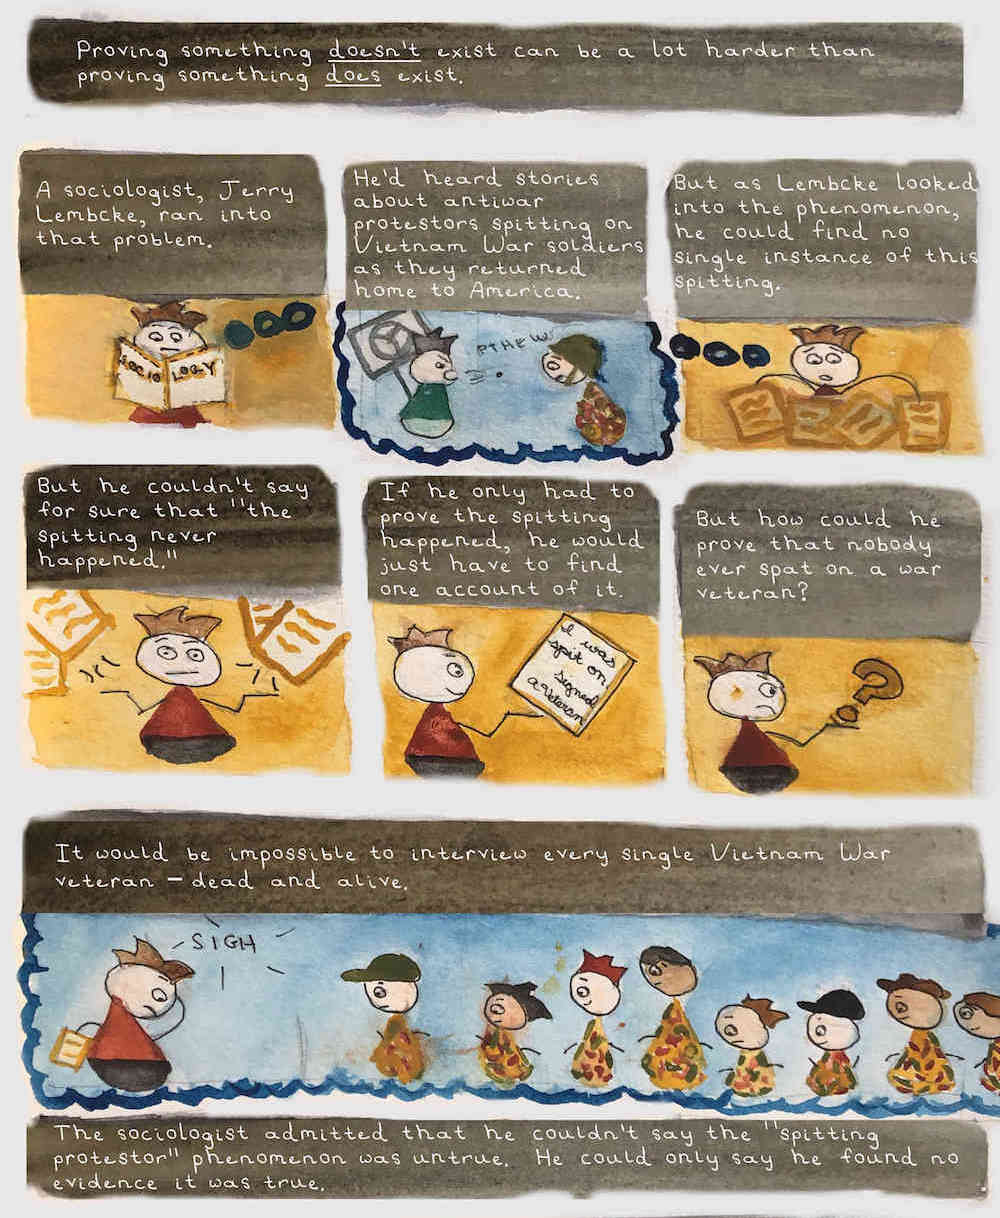 Proving something doesn't exist can be a lot harder than
proving something does exist.
A sociologist, Jerry
Lembcke, ran into
that problem.
SOCIO LOGY
He'd heard stories
about antiwar
protestors spitting on
Vietnam War soldiers
as they returned
home to America.
PTHEW!
But as Lembcke looked
into the phenomenon,
he could find no
single instance of this
spitting.
But he couldn't say
for sure that "the
spitting never
happened."
If he only had to
prove the spitting
happened, he would
just have to find
one account of it.
I was
spit on,
signed
a veteran
But how could he
prove that nobody
ever spat on a war
veteran?
It would be impossible to interview every single Vietnam War
veteran – dead and alive.
SIGH
The sociologist admitted that he couldn't say the "spitting
protestor" phenomenon was untrue. He could only say he found no
evidence it was true.